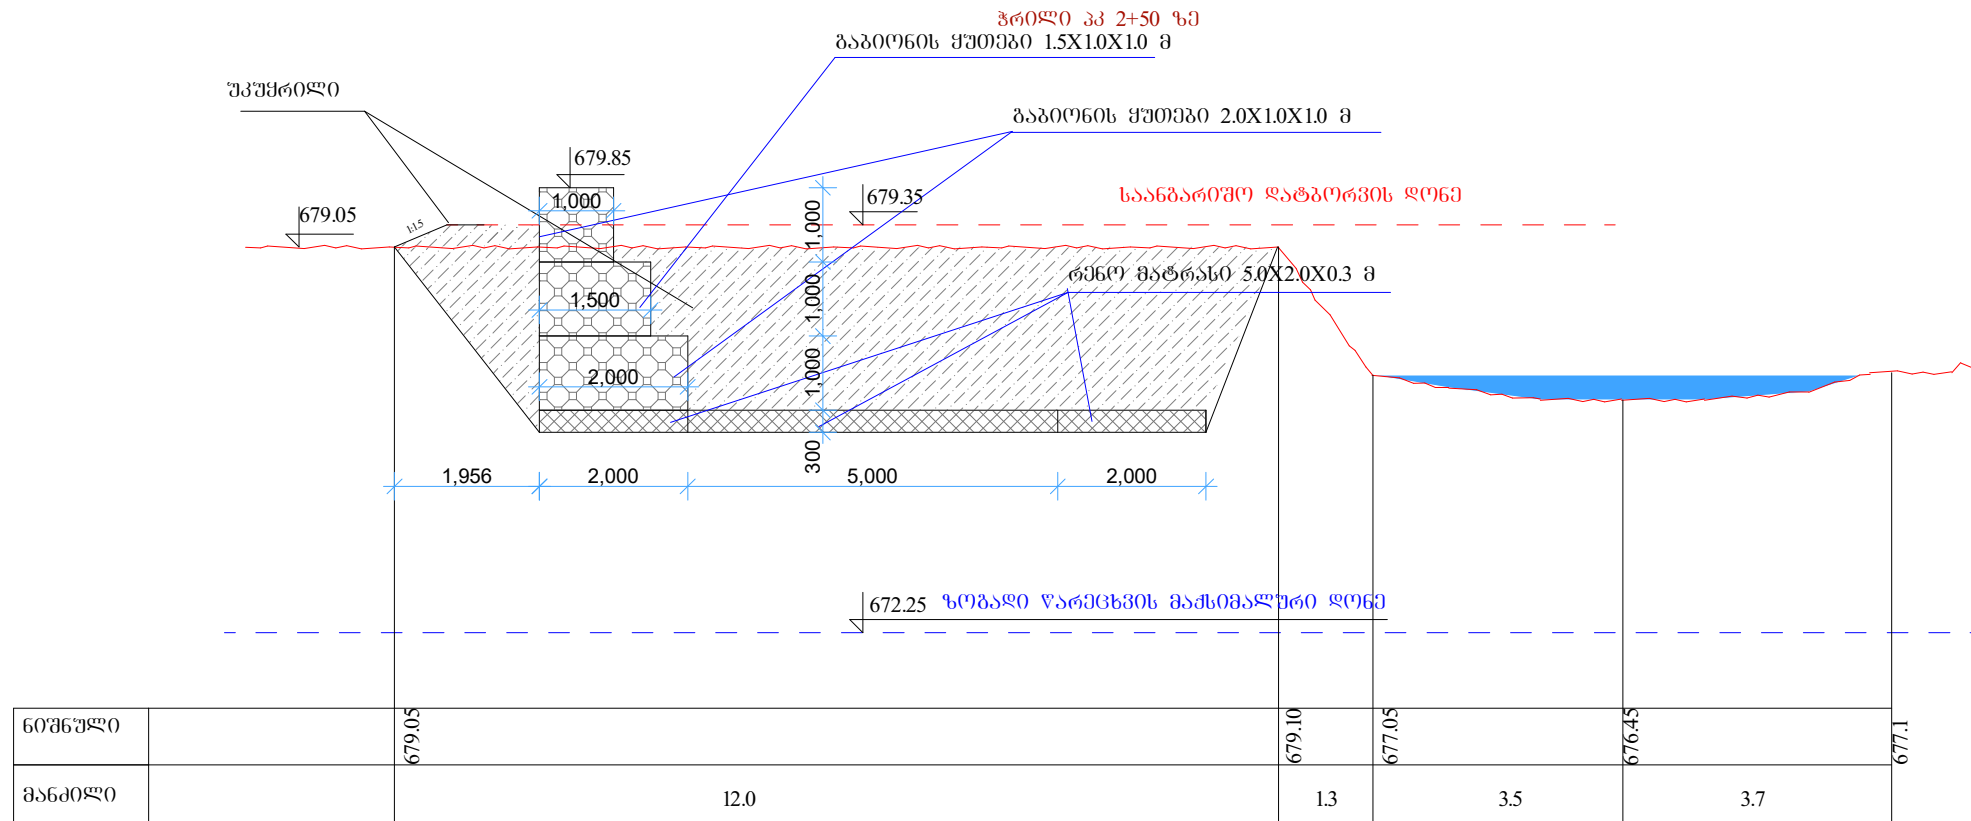 ჭრილი პკ 2+50 ზე
გაბიონის ყუთები 1.5X1.0X1.0 მ
უკუყრილი
გაბიონის ყუთები 2.0X1.0X1.0 მ
679.85
679.35
საანგარიშო დატბორვის დონე
679.05
1:1.5
1,000
1,000
რენო მატრასი 5.0X2.0X0.3 მ
1,500
1,000
2,000
1,000
300
1,956
2,000
5,000
2,000
672.25
ზოგადი წარეცხვის მაქსიმალური დონე
ნიშნული
679.05
679.10
677.05
676.45
677.1
მანძილი
12.0
1.3
3.5
3.7